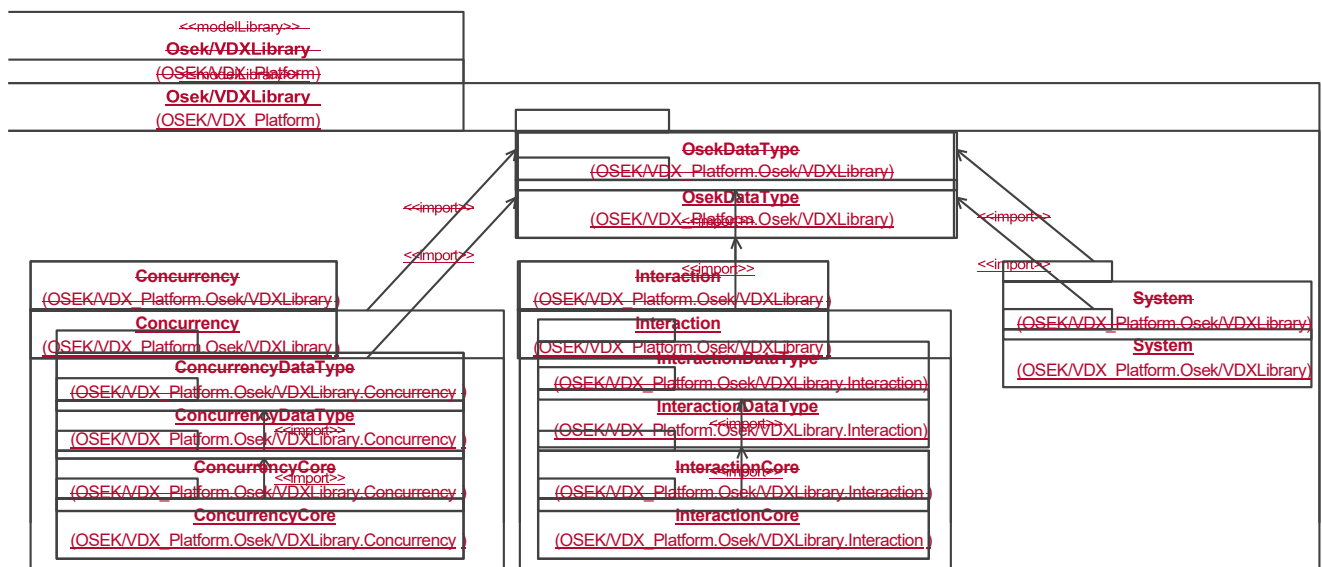 <<modelLibrary>>
Osek/VDXLibrary
(OSEK/VDX_Platform)
<<modelLibrary>>
Osek/VDXLibrary
(OSEK/VDX_Platform)
OsekDataType
(OSEK/VDX_Platform.Osek/VDXLibrary)
OsekDataType
(OSEK/VDX_Platform.Osek/VDXLibrary)
<<import>>
<<import>>
<<import>>
<<import>>
<<import>>
<<import>>
Concurrency
(OSEK/VDX_Platform.Osek/VDXLibrary )
Concurrency
(OSEK/VDX_Platform.Osek/VDXLibrary )
ConcurrencyDataType
(OSEK/VDX_Platform.Osek/VDXLibrary.Concurrency )
ConcurrencyDataType
(OSEK/VDX_Platform.Osek/VDXLibrary.Concurrency )
<<import>>
<<import>>
ConcurrencyCore
(OSEK/VDX_Platform.Osek/VDXLibrary.Concurrency )
ConcurrencyCore
(OSEK/VDX_Platform.Osek/VDXLibrary.Concurrency )
Interaction
(OSEK/VDX_Platform.Osek/VDXLibrary )
Interaction
(OSEK/VDX_Platform.Osek/VDXLibrary )
InteractionDataType
(OSEK/VDX_Platform.Osek/VDXLibrary.Interaction)
InteractionDataType
(OSEK/VDX_Platform.Osek/VDXLibrary.Interaction)
<<import>>
<<import>>
InteractionCore
(OSEK/VDX_Platform.Osek/VDXLibrary.Interaction )
InteractionCore
(OSEK/VDX_Platform.Osek/VDXLibrary.Interaction )
System
(OSEK/VDX_Platform.Osek/VDXLibrary)
System
(OSEK/VDX_Platform.Osek/VDXLibrary)